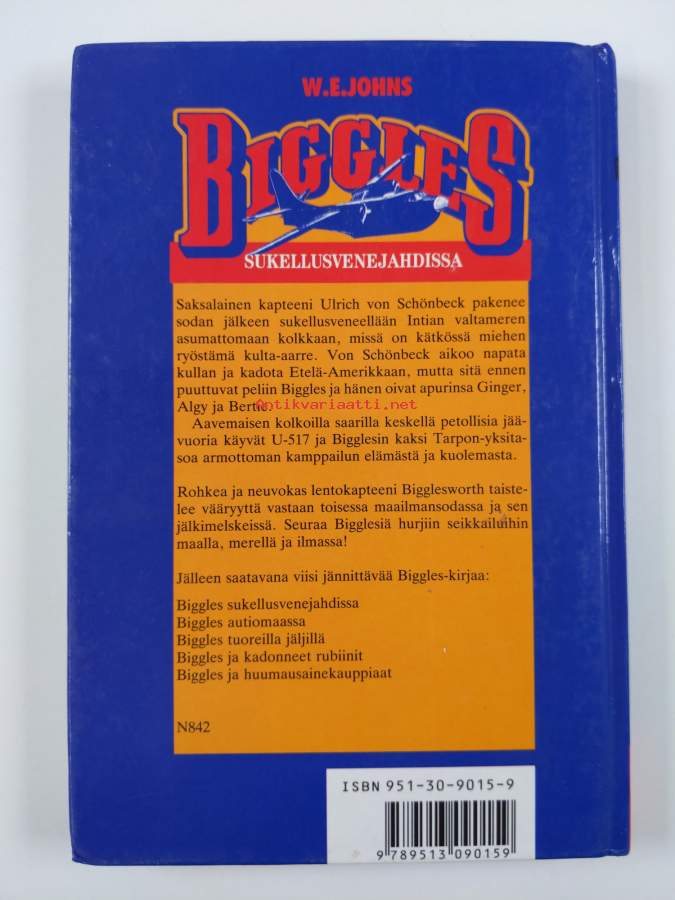 W.E.JOHNS
BIGGLES
SUKELLUSVENEJAHDISSA
Saksalainen kapteeni Ulrich von Schönbeck pakenee
sodan jälkeen sukellusveneellään Intian valtameren
asumattomaan kolkkaan, missä on kätkössä miehen
ryöstämä kulta-aarre. Von Schönbeck aikoo napata
kullan ja kadota Etelä-Amerikkaan, mutta sitä ennen
puuttuvat peliin Biggles ja hänen oivat apurinsa Ginger,
Algy ja Bertie.
Antikvariaatti.net
Aavemaisen kolkoilla saarilla keskellä petollisia jää-
vuoria käyvät U-517 ja Bigglesin kaksi Tarpon-yksita-
soa armottoman kamppailun elämästä ja kuolemasta.
Rohkea ja neuvokas lentokapteeni Bigglesworth taiste-
lee vääryyttä vastaan toisessa maailmansodassa ja sen
jälkimelskeissä. Seuraa Bigglesiä hurjiin seikkailuihin
maalla, merellä ja ilmassa!
Jälleen saatavana viisi jännittävää Biggles-kirjaa:
Biggles sukellusvenejahdissa
Biggles autiomaassa
Biggles tuoreilla jäljillä
Biggles ja kadonneet rubiinit
Biggles ja huumausainekauppiaat
N842
ISBN 951-30-9015-9
9 789513 090159